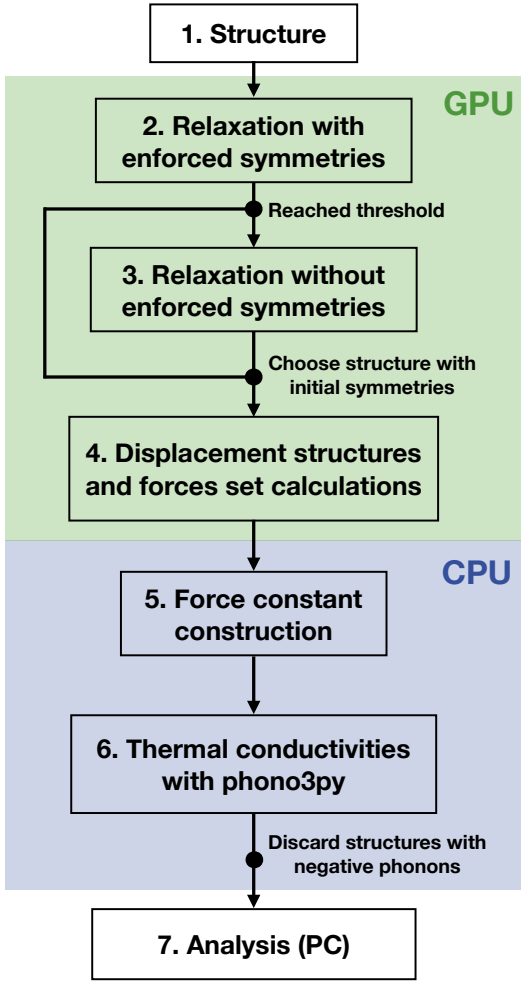 1. Structure
GPU
2. Relaxation with
enforced symmetries
Reached threshold
3. Relaxation without
enforced symmetries
Choose structure with
initial symmetries
4. Displacement structures
and forces set calculations
CPU
5. Force constant
construction
6. Thermal conductivities
with phono3py
Discard structures with
negative phonons
7. Analysis (PC)